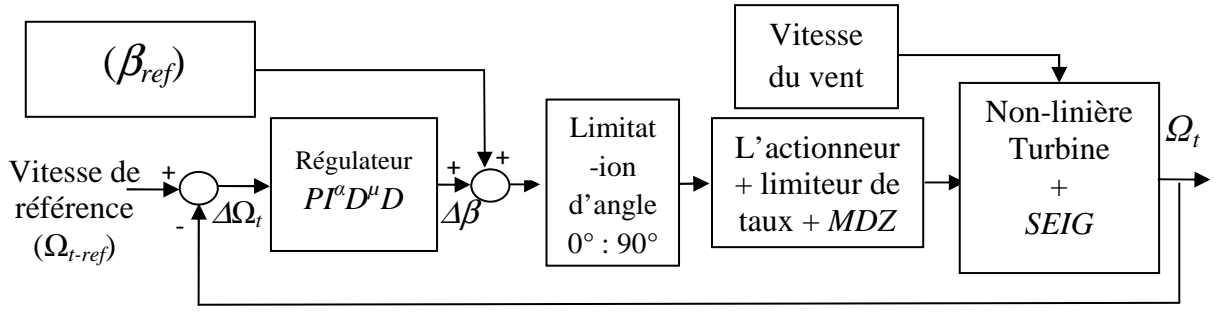 (βref)
Vitesse
du vent
Vitesse de
référence
(Ωt-ref)
+
-
ΔΩt
Régulateur
PIᵅDᵘD
+
Δβ
+
Limitat
-ion
d'angle
0° : 90°
L'actionneur
+ limiteur de
taux + MDZ
Non-linière
Turbine
+
SEIG
Ωt